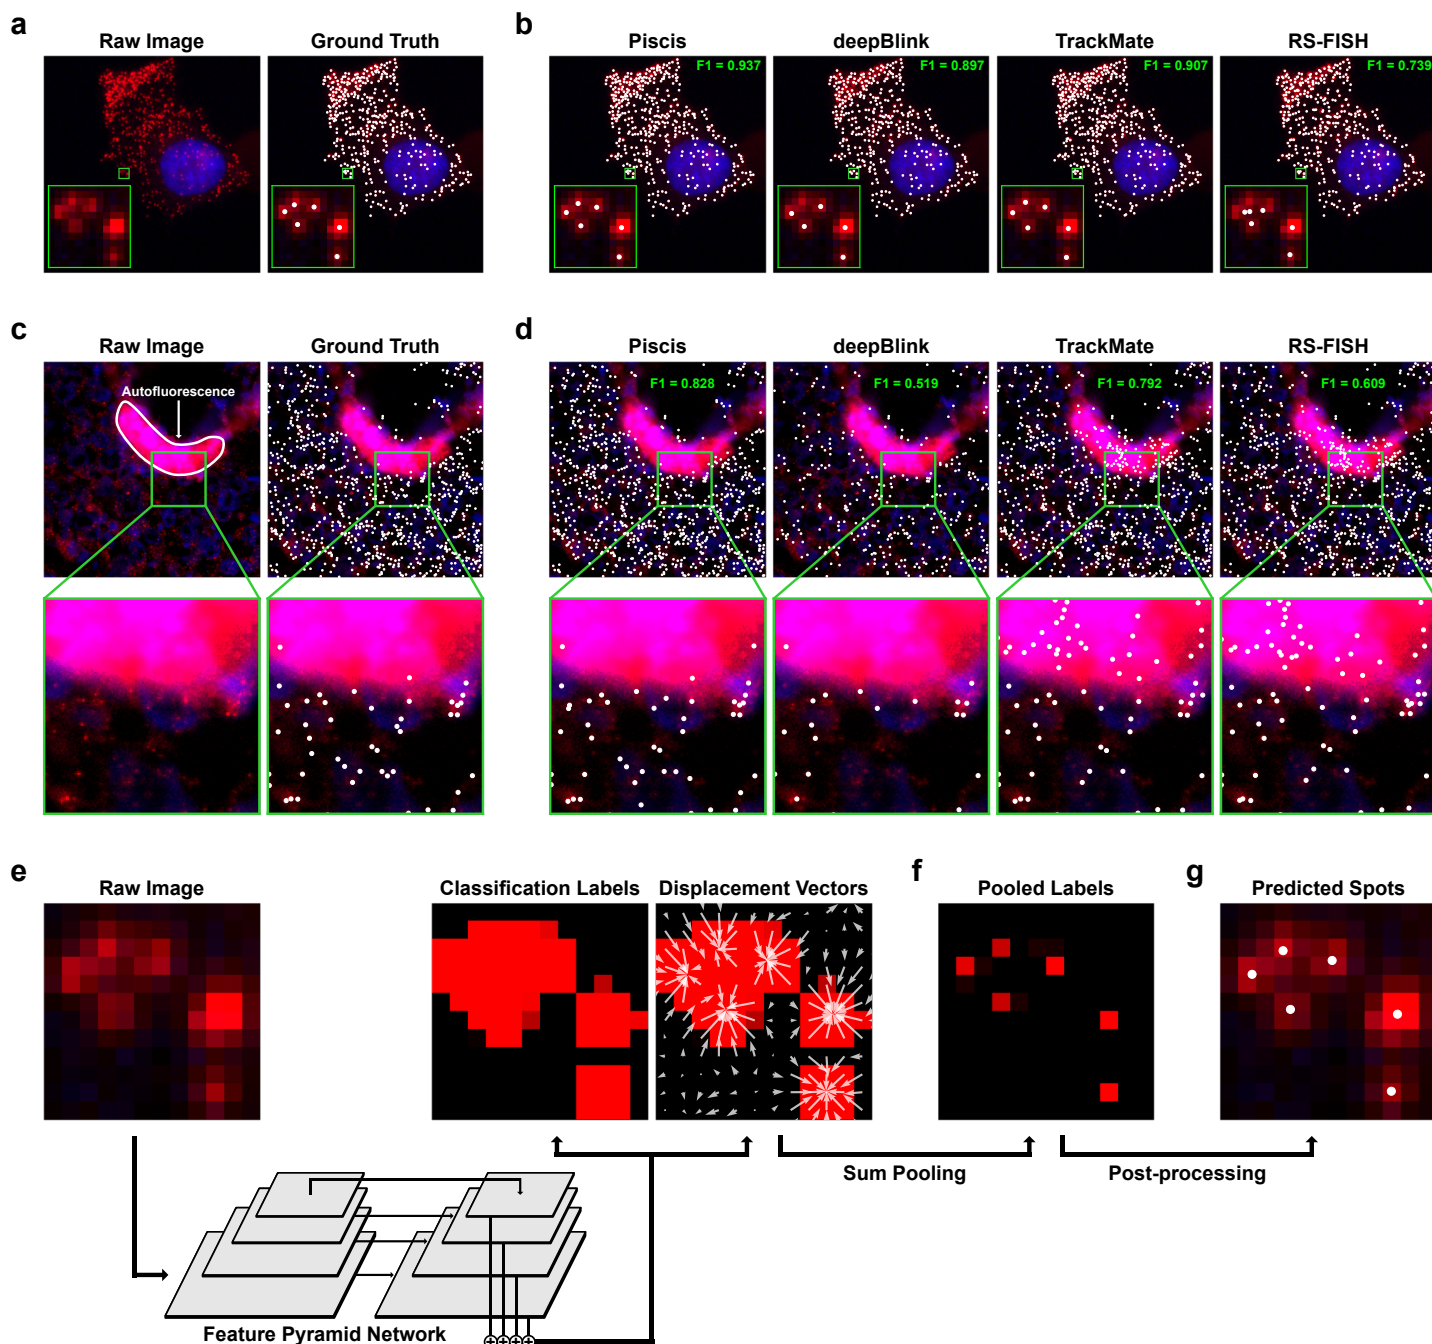 a
Raw Image
Ground Truth
b
Piscis
deepBlink
TrackMate
RS-FISH
F1 = 0.937
F1 = 0.897
F1 = 0.907
F1 = 0.739
c
Raw Image
Ground Truth
d
Piscis
deepBlink
TrackMate
RS-FISH
Autofluorescence
F1 = 0.828
F1 = 0.519
F1 = 0.792
F1 = 0.609
e
Raw Image
Classification Labels
Displacement Vectors
f
Pooled Labels
g
Predicted Spots
Sum Pooling
Post-processing
Feature Pyramid Network